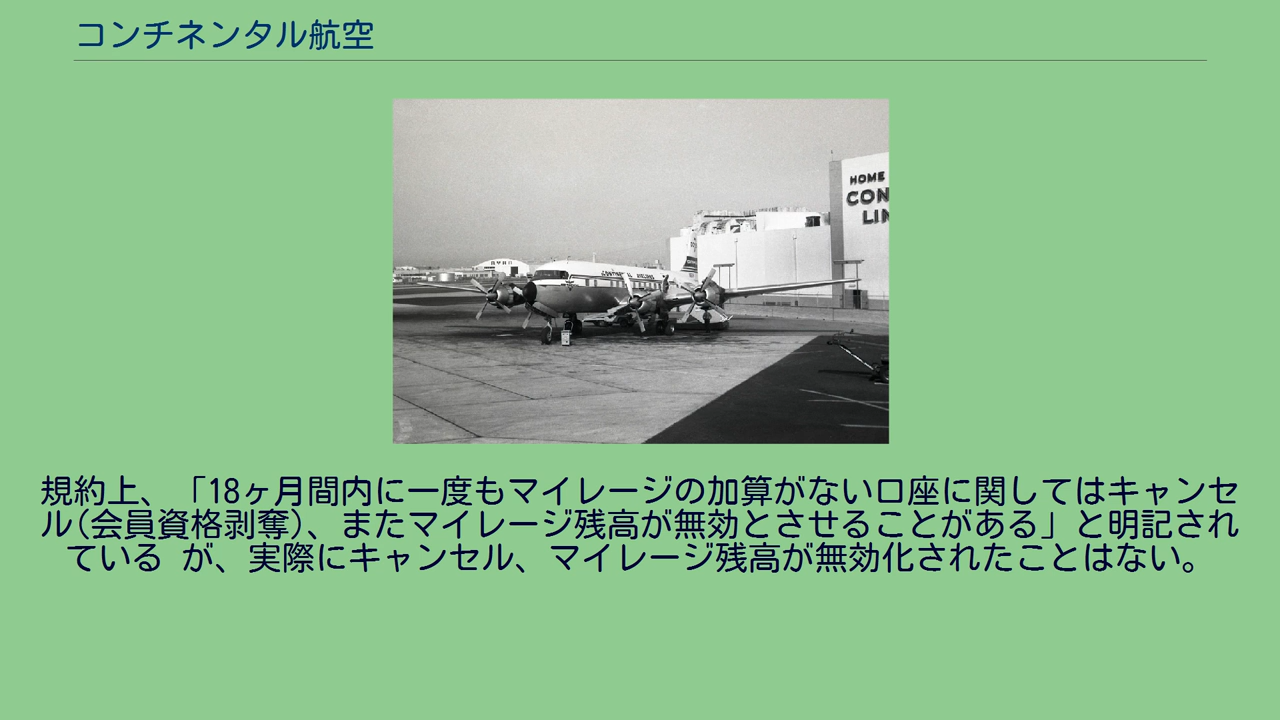 コンチネンタル航空
HOME
CON
LIN
規約上、「18ヶ月間内に一度もマイレージの加算がない口座に関してはキャンセ
ル(会員資格剥奪)、またマイレージ残高が無効とさせることがある」と明記され
ている が、実際にキャンセル、マイレージ残高が無効化されたことはない。